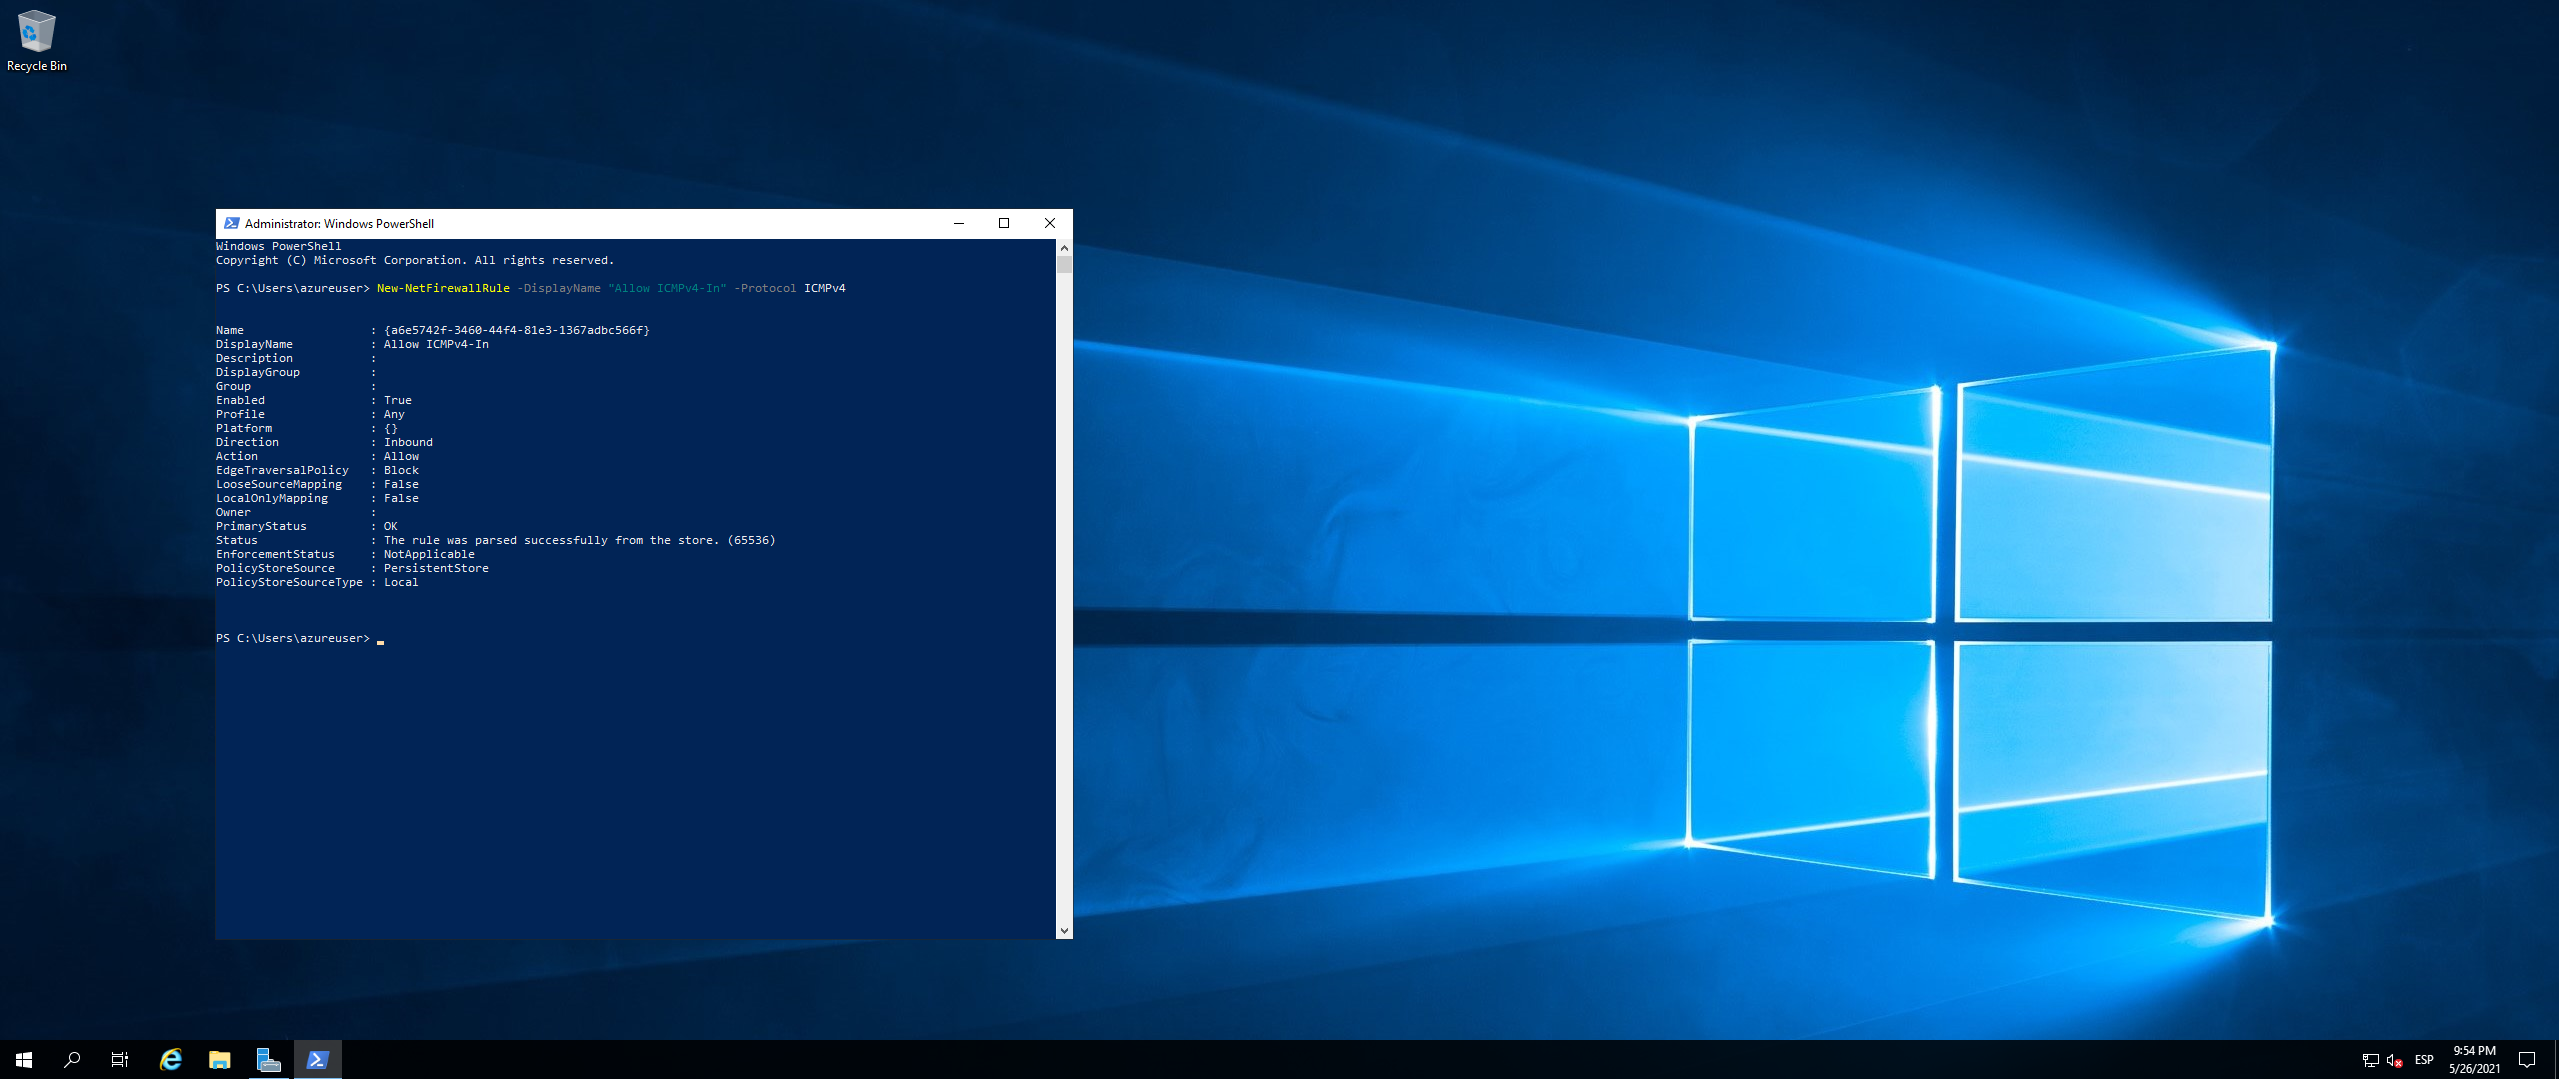 Recycle Bin
Administrator: Windows PowerShell
Windows PowerShell
Copyright (C) Microsoft Corporation. All rights reserved.
PS C:\Users\azureuser> New-NetFirewallRule -DisplayName "Allow ICMPv4-In" -Protocol ICMPv4
Name                  : {a6e5742f-3460-44f4-81e3-1367adbc566f}
DisplayName           : Allow ICMPv4-In
Description           :
DisplayGroup          :
Group                 :
Enabled               : True
Profile               : Any
Platform              : {}
Direction             : Inbound
Action                : Allow
EdgeTraversalPolicy   : Block
LooseSourceMapping    : False
LocalOnlyMapping      : False
Owner                 :
PrimaryStatus         : OK
Status                : The rule was parsed successfully from the store. (65536)
EnforcementStatus     : NotApplicable
PolicyStoreSource     : PersistentStore
PolicyStoreSourceType : Local
PS C:\Users\azureuser>
ESP
9:54 PM
5/26/2021